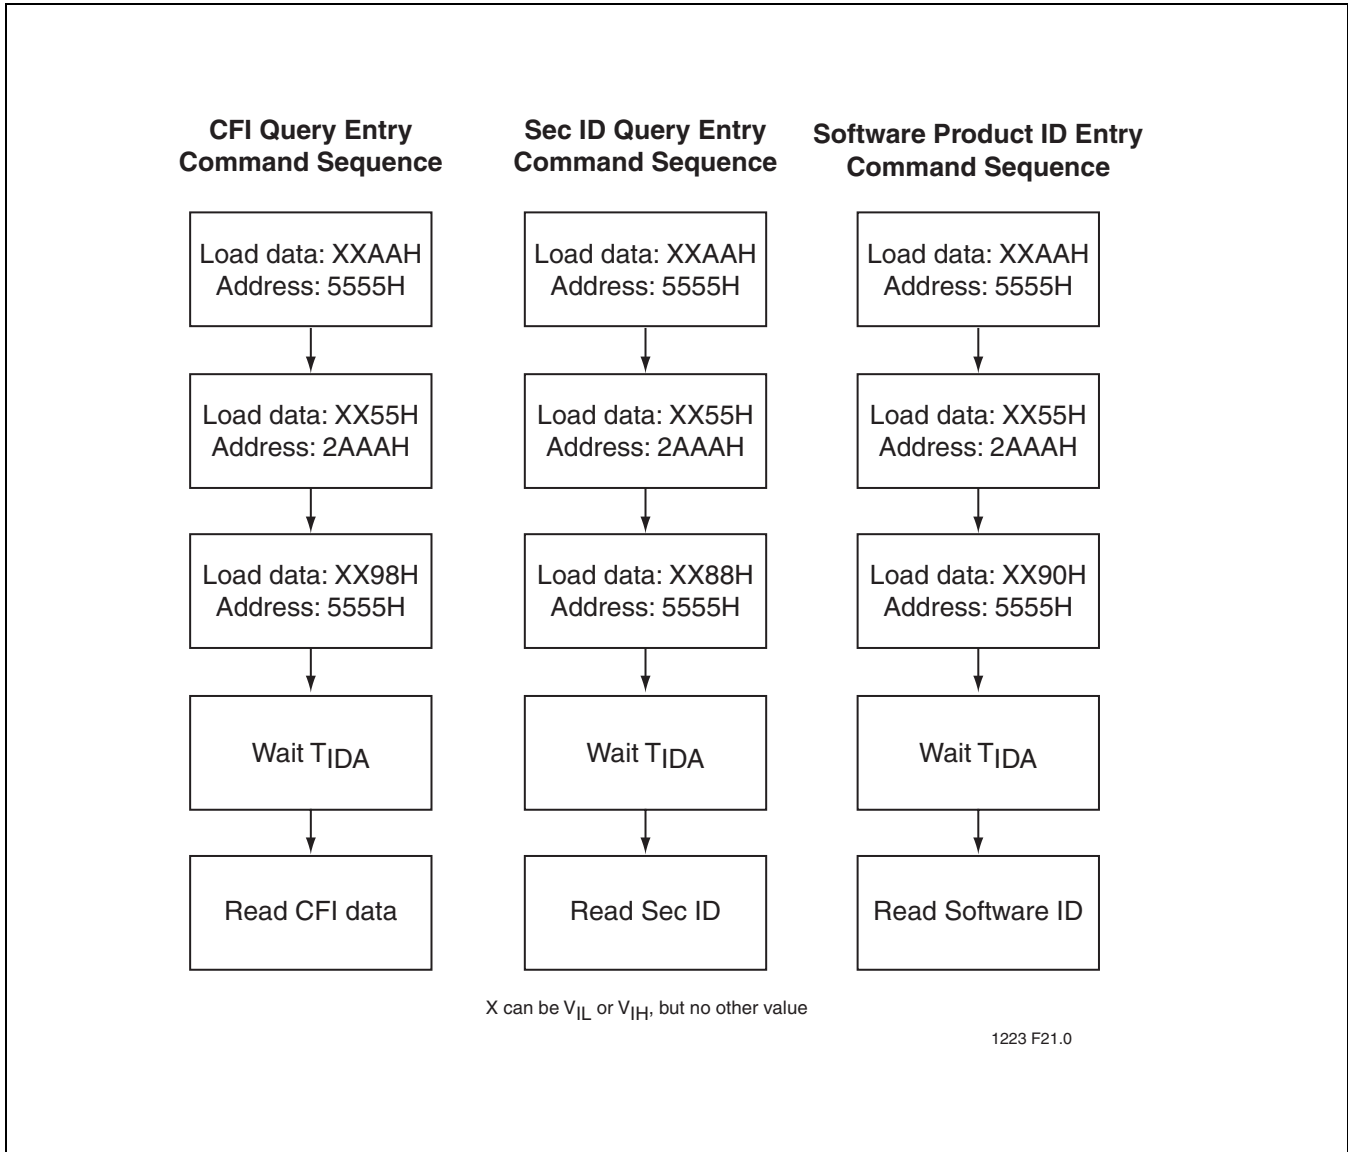 CFI Query Entry
Command Sequence
Load data: XXAAH
Address: 5555H
Load data: XX55H
Address: 2AAAH
Load data: XX98H
Address: 5555H
Wait TIDA
Read CFI data
Sec ID Query Entry
Command Sequence
Load data: XXAAH
Address: 5555H
Load data: XX55H
Address: 2AAAH
Load data: XX88H
Address: 5555H
Wait TIDA
Read Sec ID
Software Product ID Entry
Command Sequence
Load data: XXAAH
Address: 5555H
Load data: XX55H
Address: 2AAAH
Load data: XX90H
Address: 5555H
Wait TIDA
Read Software ID
X can be VIL or VIH, but no other value
1223 F21.0